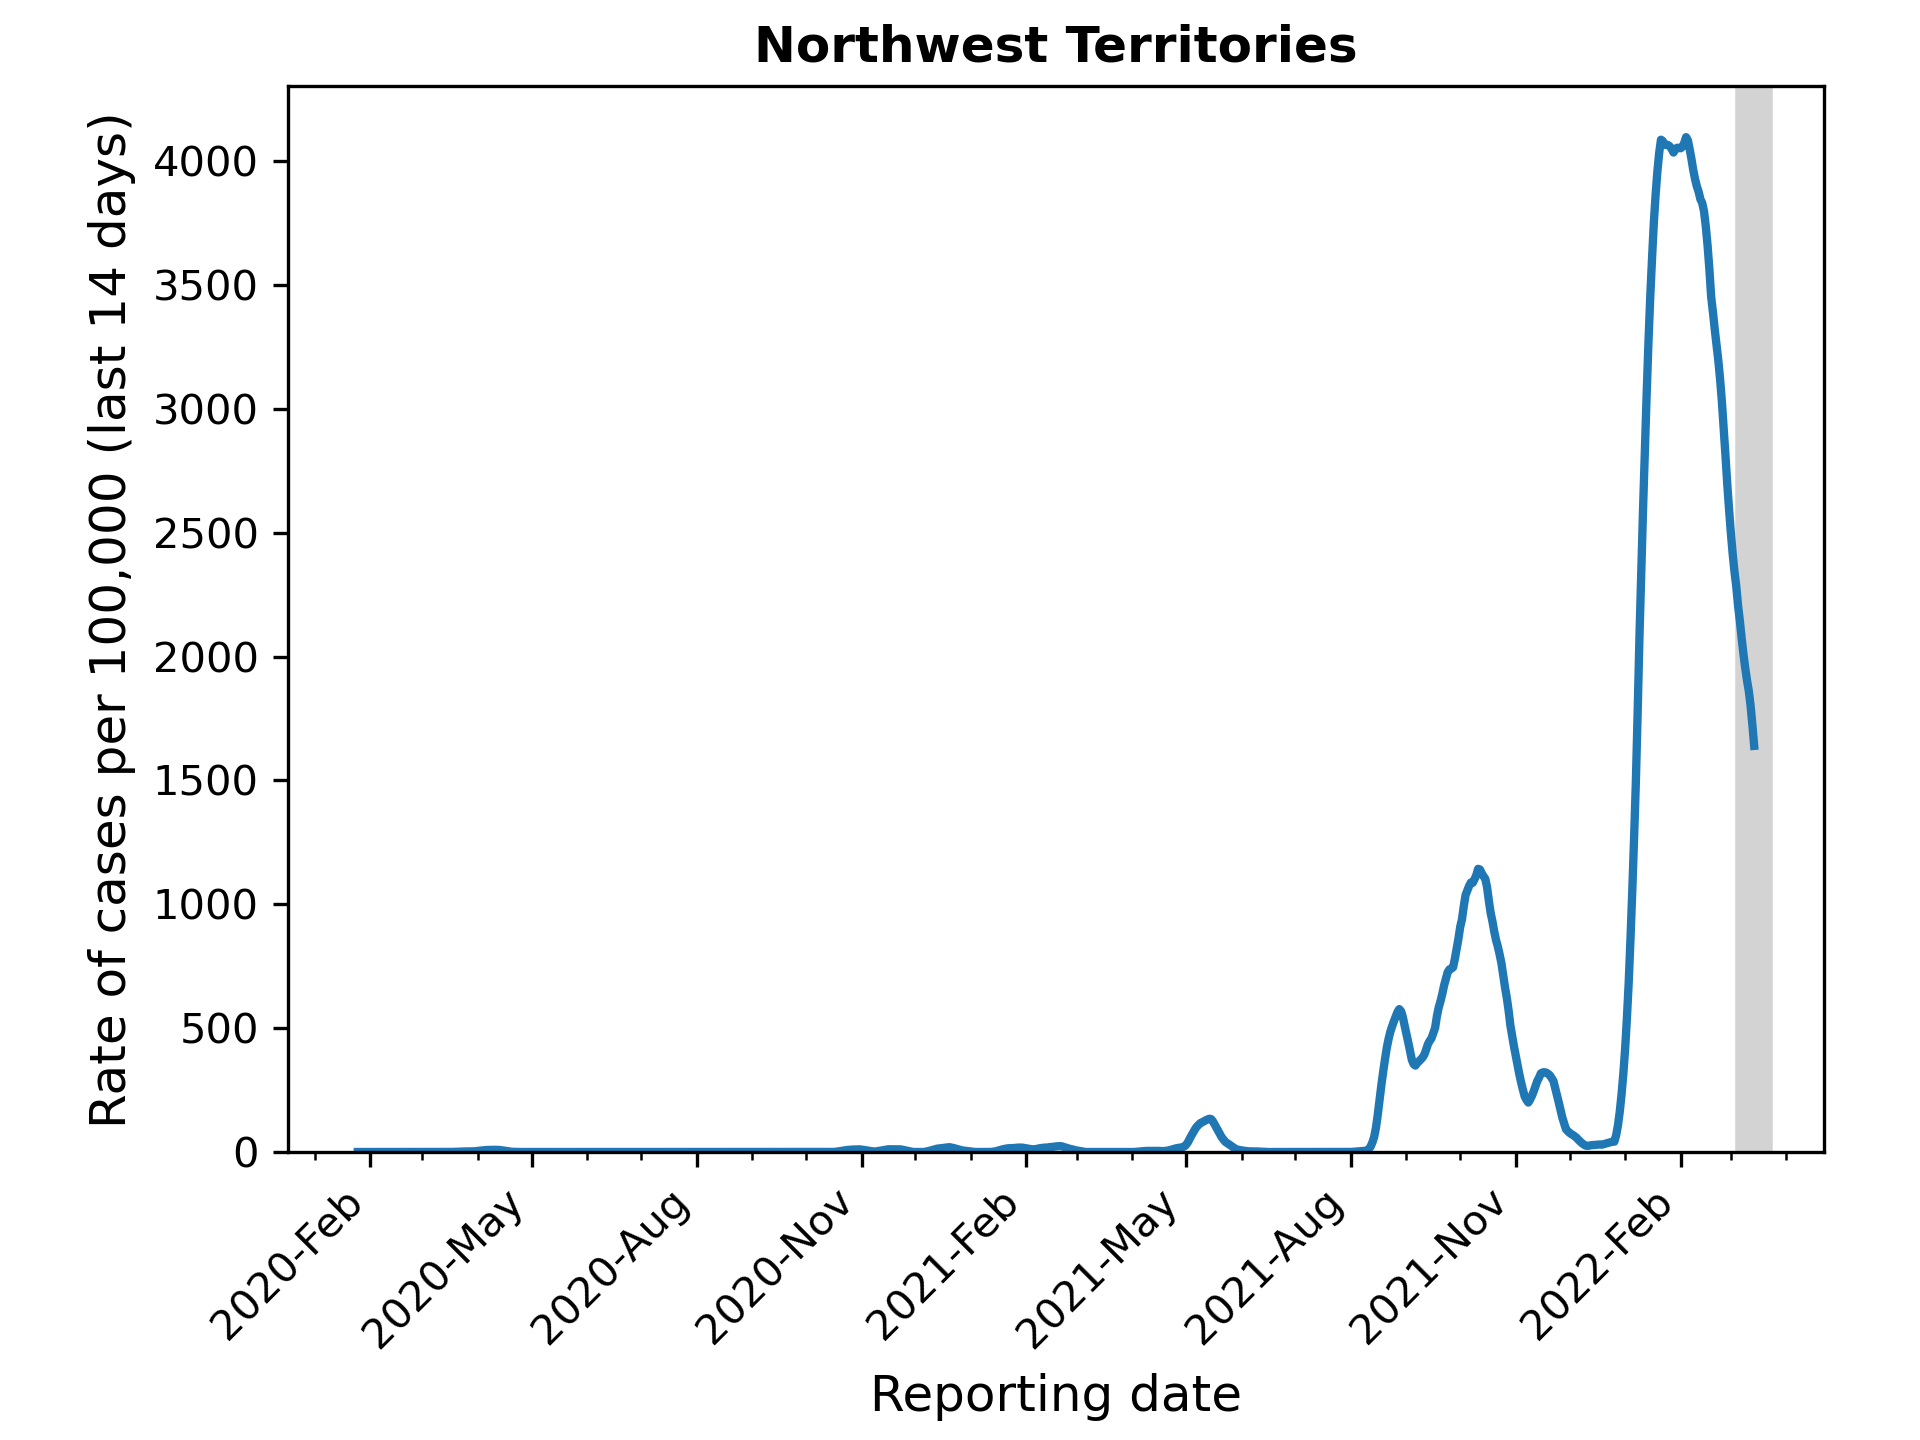 Northwest Territories
Rate of cases per 100,000 (last 14 days)
4000
3500
3000
2500
2000
1500
1000
500
0
2020-Feb
2020-May
2020-Aug
2020-Nov
2021-Feb
2021-May
2021-Aug
2021-Nov
2022-Feb
Reporting date